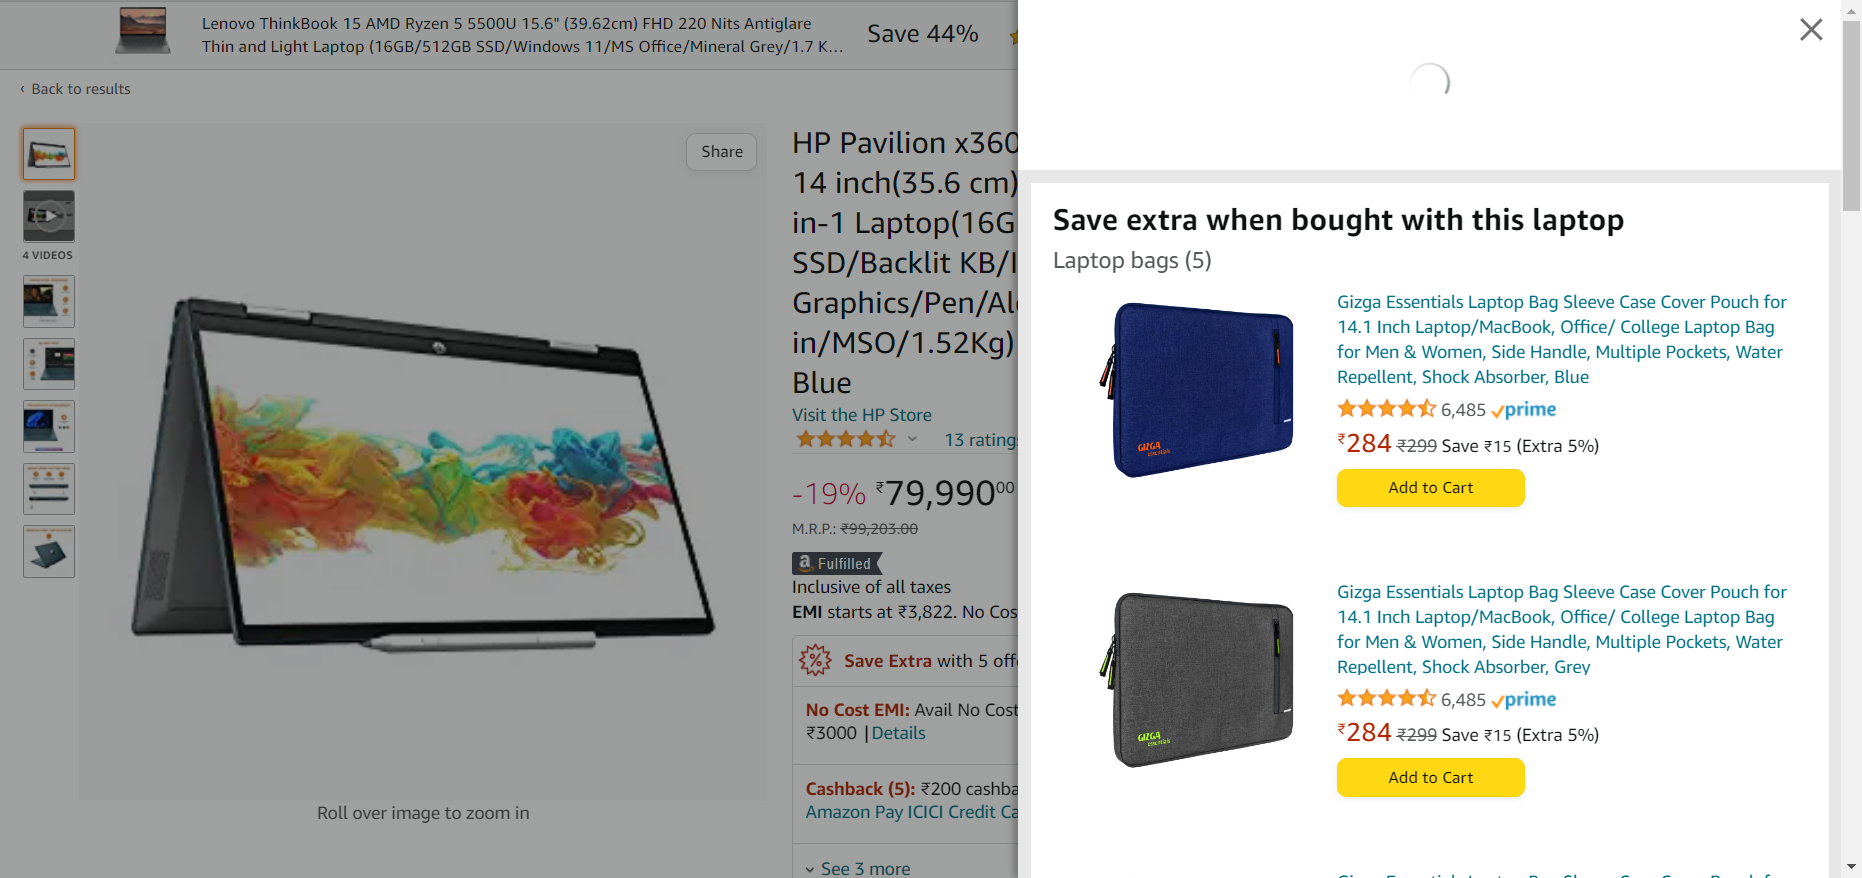 Lenovo ThinkBook 15 AMD Ryzen 5 5500U 15.6" (39.62cm) FHD 220 Nits Antiglare
Thin and Light Laptop (16GB/512GB SSD/Windows 11/MS Office/Mineral Grey/1.7 K...
Save 44%
‹ Back to results
4 VIDEOS
Share
Roll over image to zoom in
HP Pavilion x360
14 inch(35.6 cm)
in-1 Laptop(16G
SSD/Backlit KB/I
Graphics/Pen/Al
in/MSO/1.52Kg)
Blue
Visit the HP Store
13 ratings
-19% ₹79,990⁰⁰
M.R.P.: ₹99,203.00
a Fulfilled
Inclusive of all taxes
EMI starts at ₹3,822. No Cos
Save Extra with 5 off
No Cost EMI: Avail No Cost
₹3000 | Details
Cashback (5): ₹200 cashba
Amazon Pay ICICI Credit Ca
See 3 more
Save extra when bought with this laptop
Laptop bags (5)
GIZGA
essentials
Gizga Essentials Laptop Bag Sleeve Case Cover Pouch for
14.1 Inch Laptop/MacBook, Office/ College Laptop Bag
for Men & Women, Side Handle, Multiple Pockets, Water
Repellent, Shock Absorber, Blue
6,485 prime
₹284 ₹299 Save ₹15 (Extra 5%)
Add to Cart
GIZGA
essentials
Gizga Essentials Laptop Bag Sleeve Case Cover Pouch for
14.1 Inch Laptop/MacBook, Office/ College Laptop Bag
for Men & Women, Side Handle, Multiple Pockets, Water
Repellent, Shock Absorber, Grey
6,485 prime
₹284 ₹299 Save ₹15 (Extra 5%)
Add to Cart